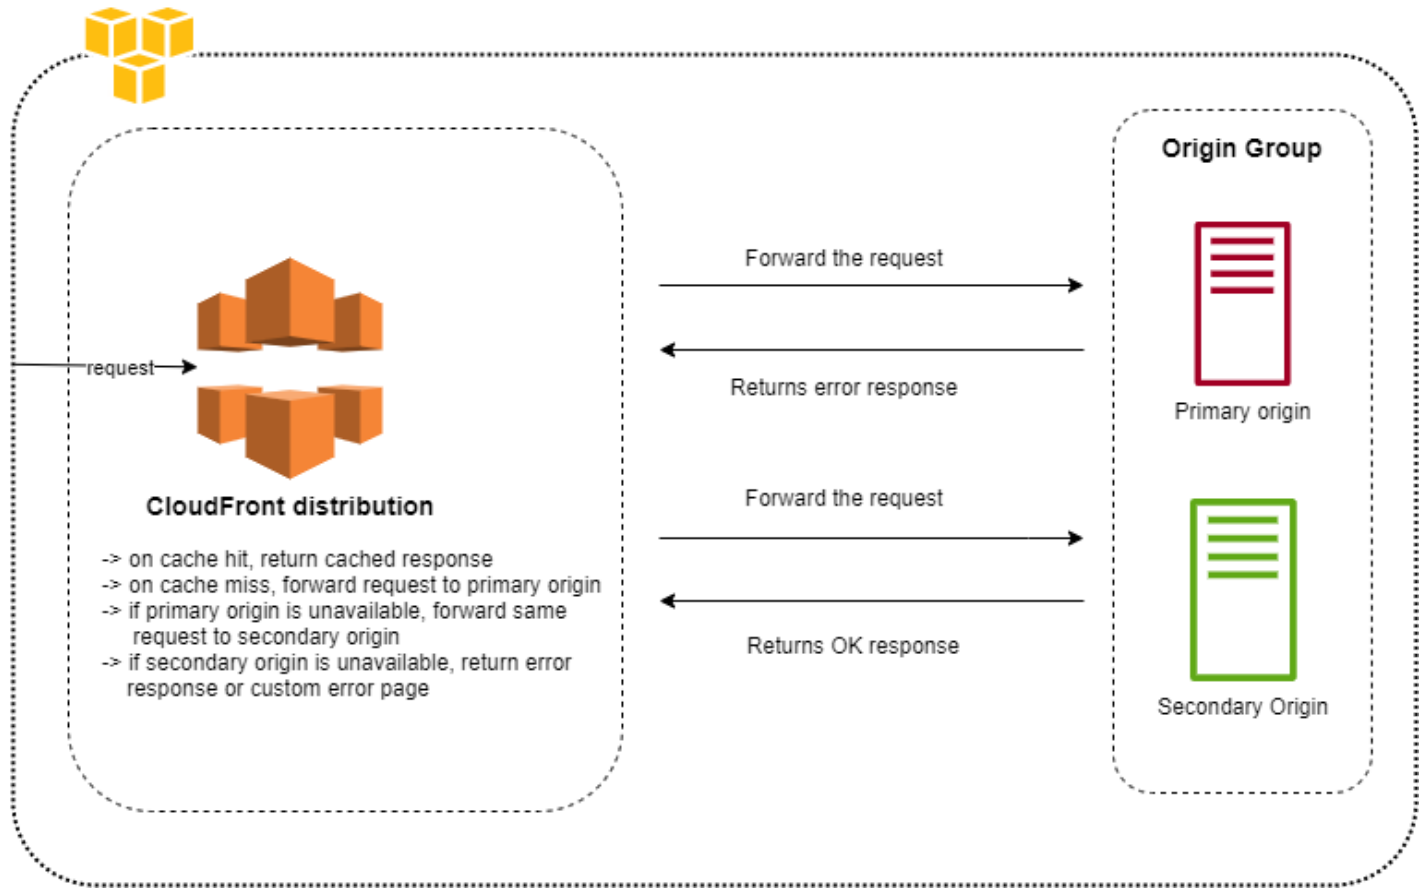 Origin Group
Forward the request
request
Returns error response
Primary origin
CloudFront distribution
Forward the request
-> on cache hit, return cached response
-> on cache miss, forward request to primary origin
-> if primary origin is unavailable, forward same
request to secondary origin
-> if secondary origin is unavailable, return error
response or custom error page
Returns OK response
Secondary Origin